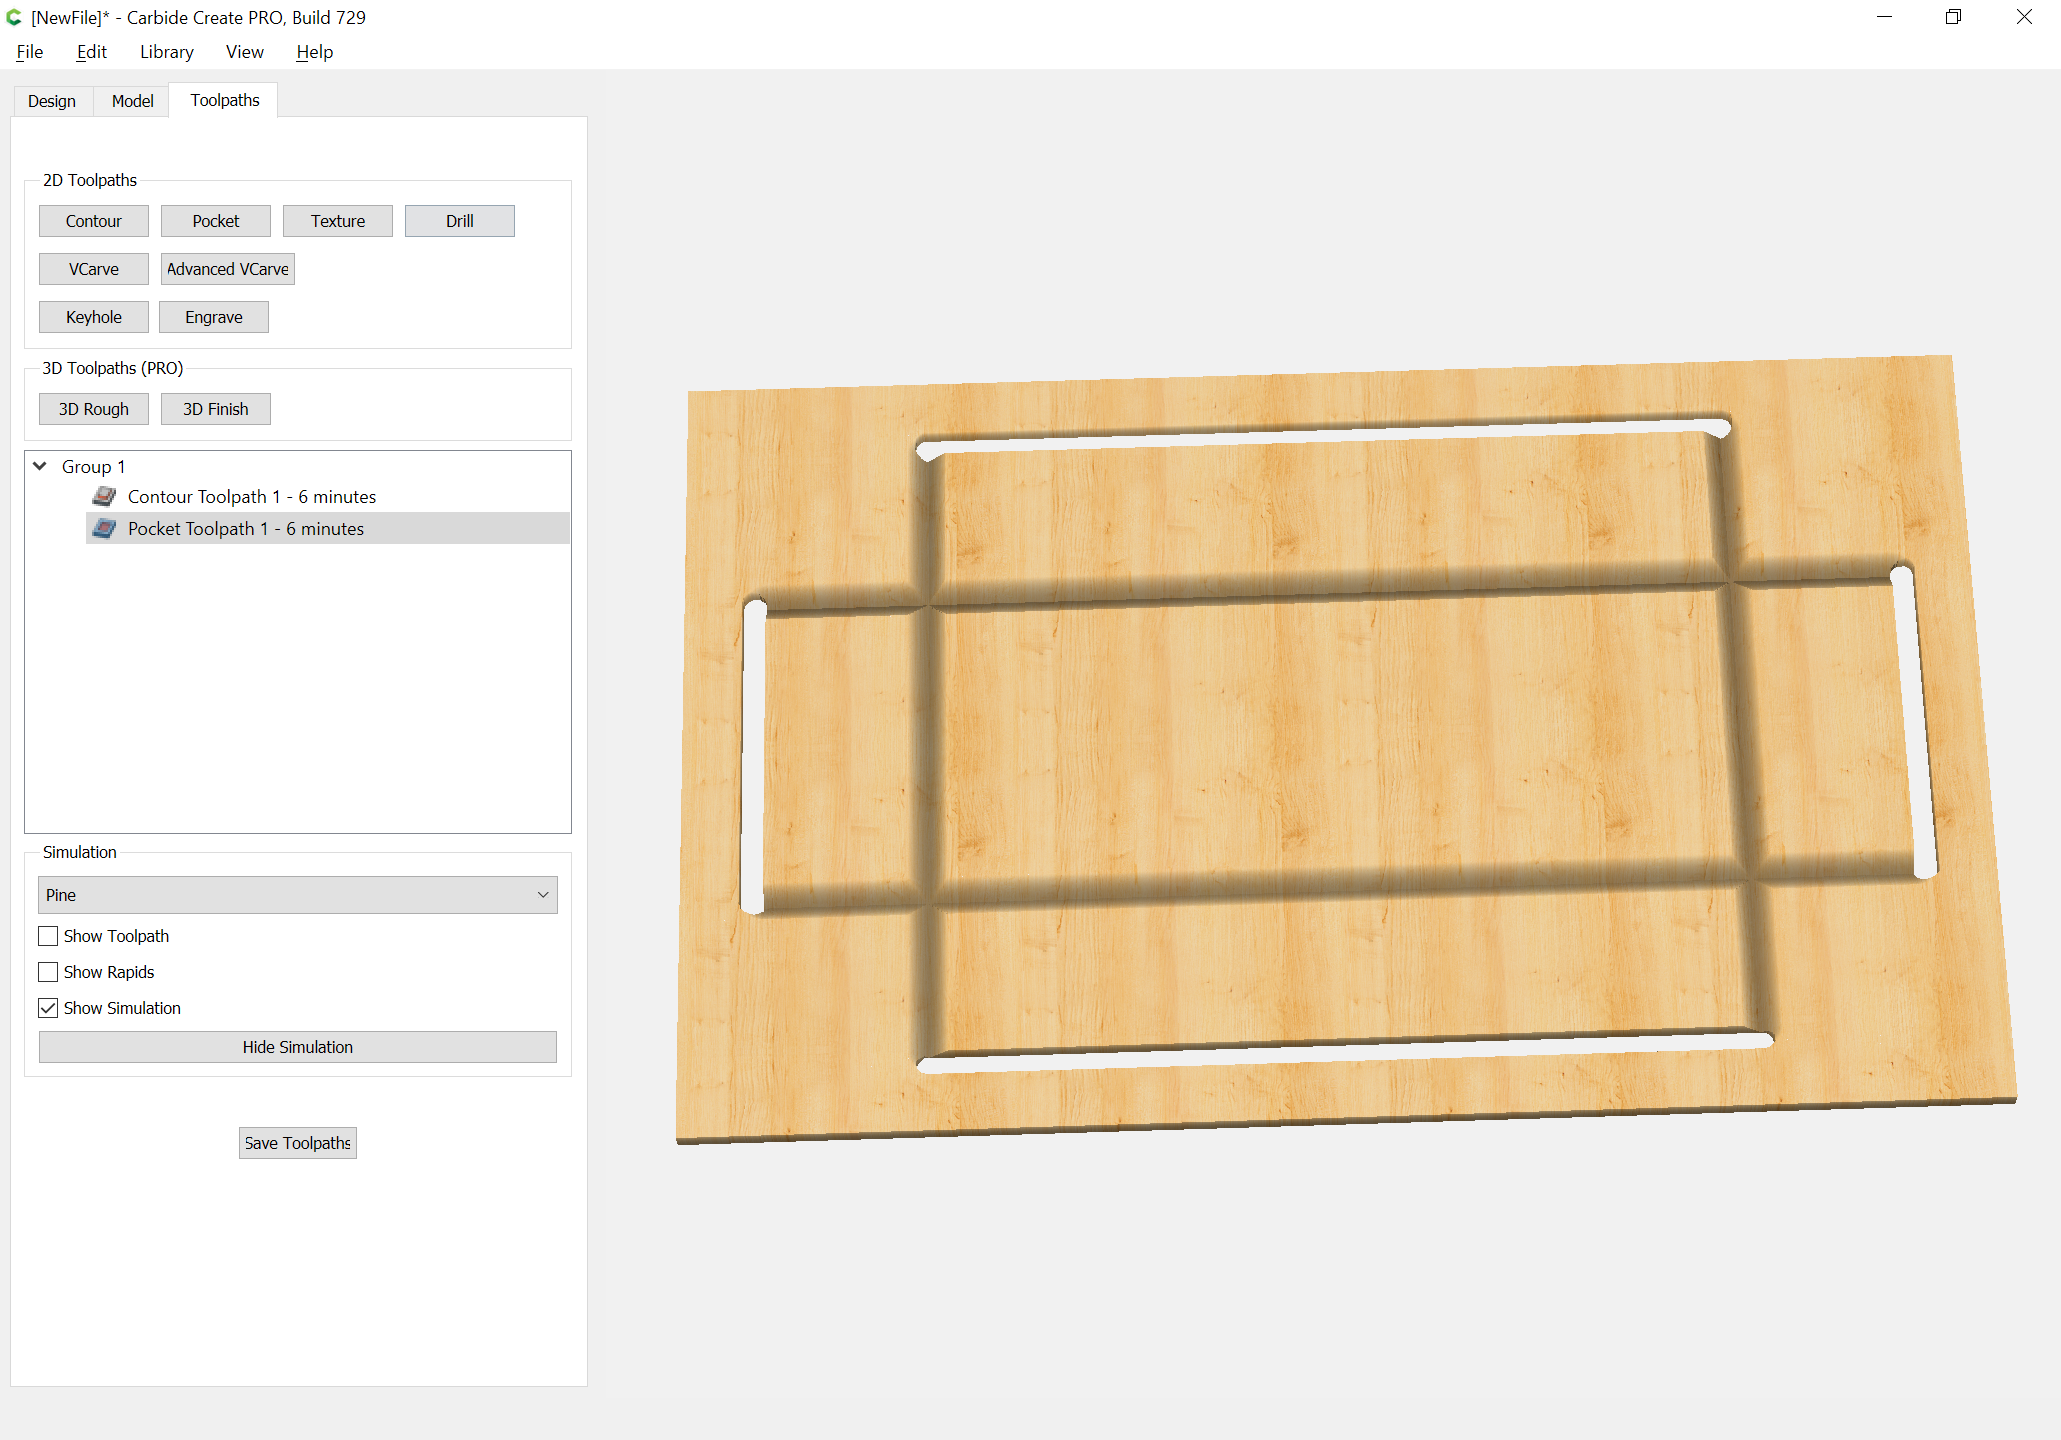 [NewFile]* - Carbide Create PRO, Build 729
File Edit Library View Help
Design Model Toolpaths
2D Toolpaths
Contour Pocket Texture Drill
VCarve Advanced VCarve
Keyhole Engrave
3D Toolpaths (PRO)
3D Rough 3D Finish
Group 1
Contour Toolpath 1 - 6 minutes
Pocket Toolpath 1 - 6 minutes
Simulation
Pine
Show Toolpath
Show Rapids
Show Simulation
Hide Simulation
Save Toolpaths